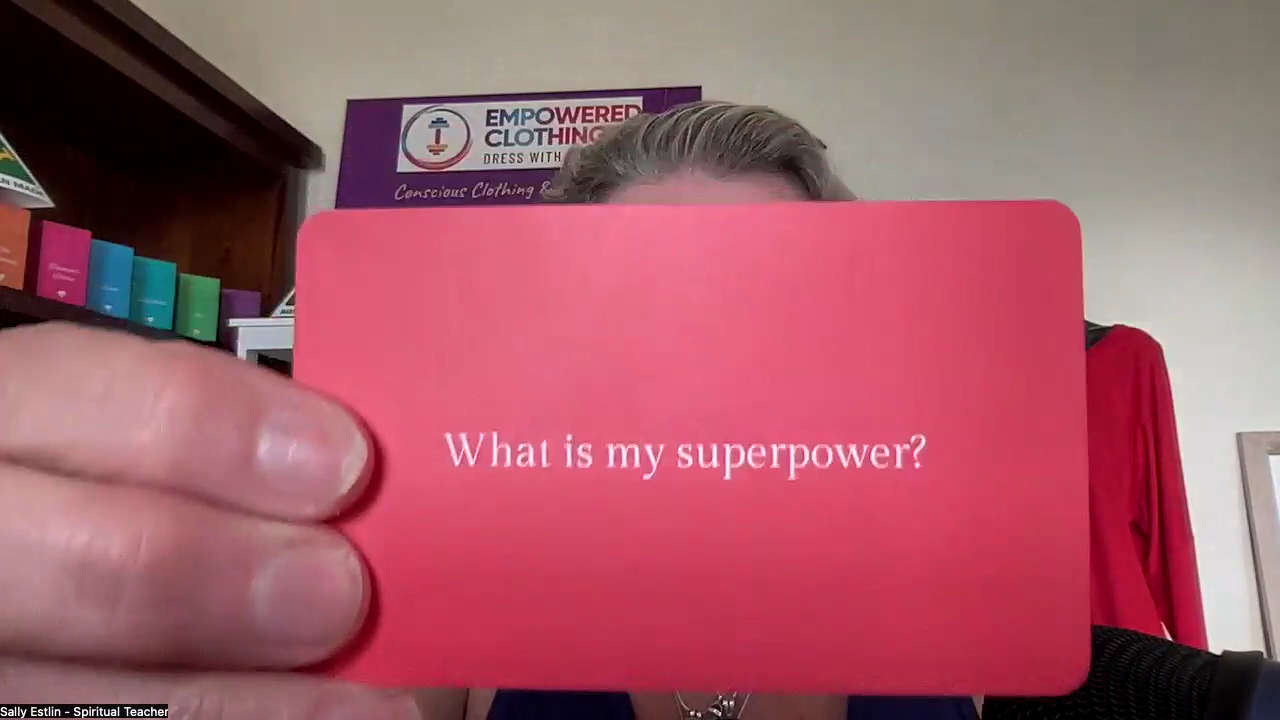 EMPOWERED
CLOTHING
DRESS WITH
Conscious Clothing &
What is my superpower?
Sally Estlin - Spiritual Teacher